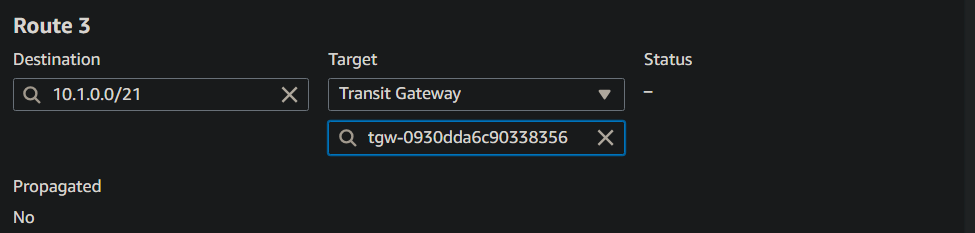 Route 3
Destination Target Status
10.1.0.0/21 Transit Gateway –
tgw-0930dda6c90338356
Propagated
No